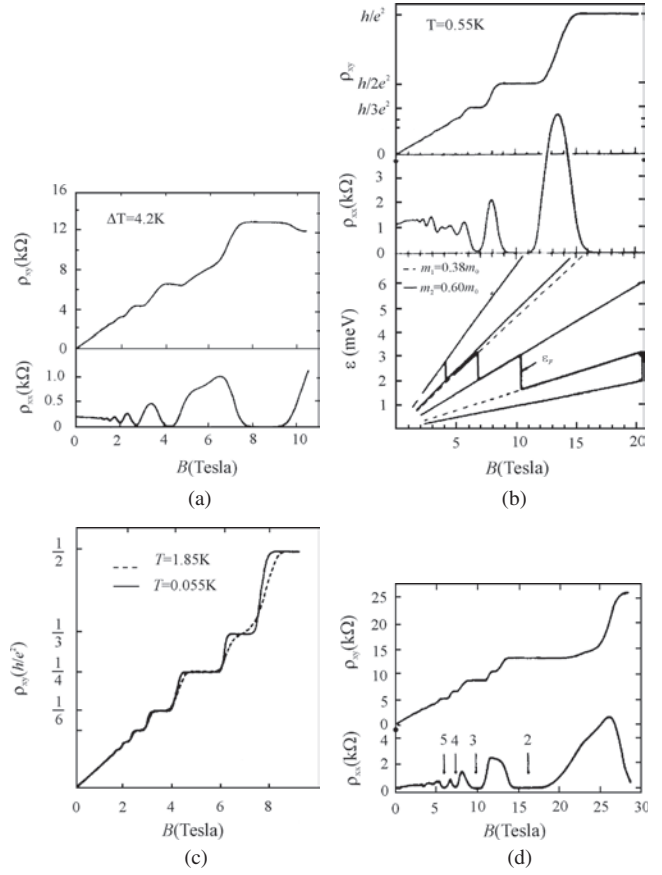 h/e²
T=0.55K
ρxy
h/2e²
h/3e²
0
3
2
1
0
ρxx(kΩ)
m₁=0.38m₀
m₂=0.60m₀
6
5
4
3
2
1
ε (meV)
εF
5 10 15 20
B(Tesla)
(b)
16
12
8
4
0
ρxy(kΩ)
ΔT=4.2K
1.0
0.5
0
ρxx(kΩ)
0 2 4 6 8 10
B(Tesla)
(a)
1/2
1/3
1/4
1/6
ρxy(h/e²)
T=1.85K
T=0.055K
0 2 4 6 8
B(Tesla)
(c)
25
20
15
10
5
0
ρxy(kΩ)
4
2
0
ρxx(kΩ)
5 4 3 2
0 5 10 15 20 25 30
B(Tesla)
(d)